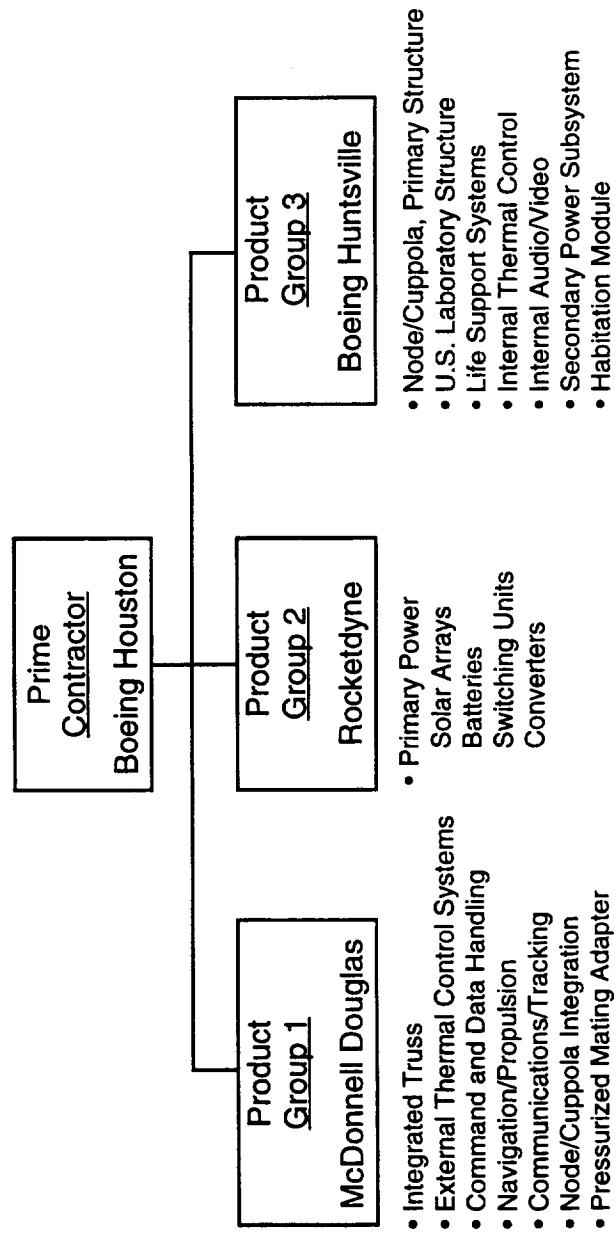 Prime
Contractor
Boeing Houston
Product
Group 1
McDonnell Douglas
• Integrated Truss
• External Thermal Control Systems
• Command and Data Handling
• Navigation/Propulsion
• Communications/Tracking
• Node/Cuppola Integration
• Pressurized Mating Adapter
Product
Group 2
Rocketdyne
• Primary Power
Solar Arrays
Batteries
Switching Units
Converters
Product
Group 3
Boeing Huntsville
• Node/Cuppola, Primary Structure
• U.S. Laboratory Structure
• Life Support Systems
• Internal Thermal Control
• Internal Audio/Video
• Secondary Power Subsystem
• Habitation Module